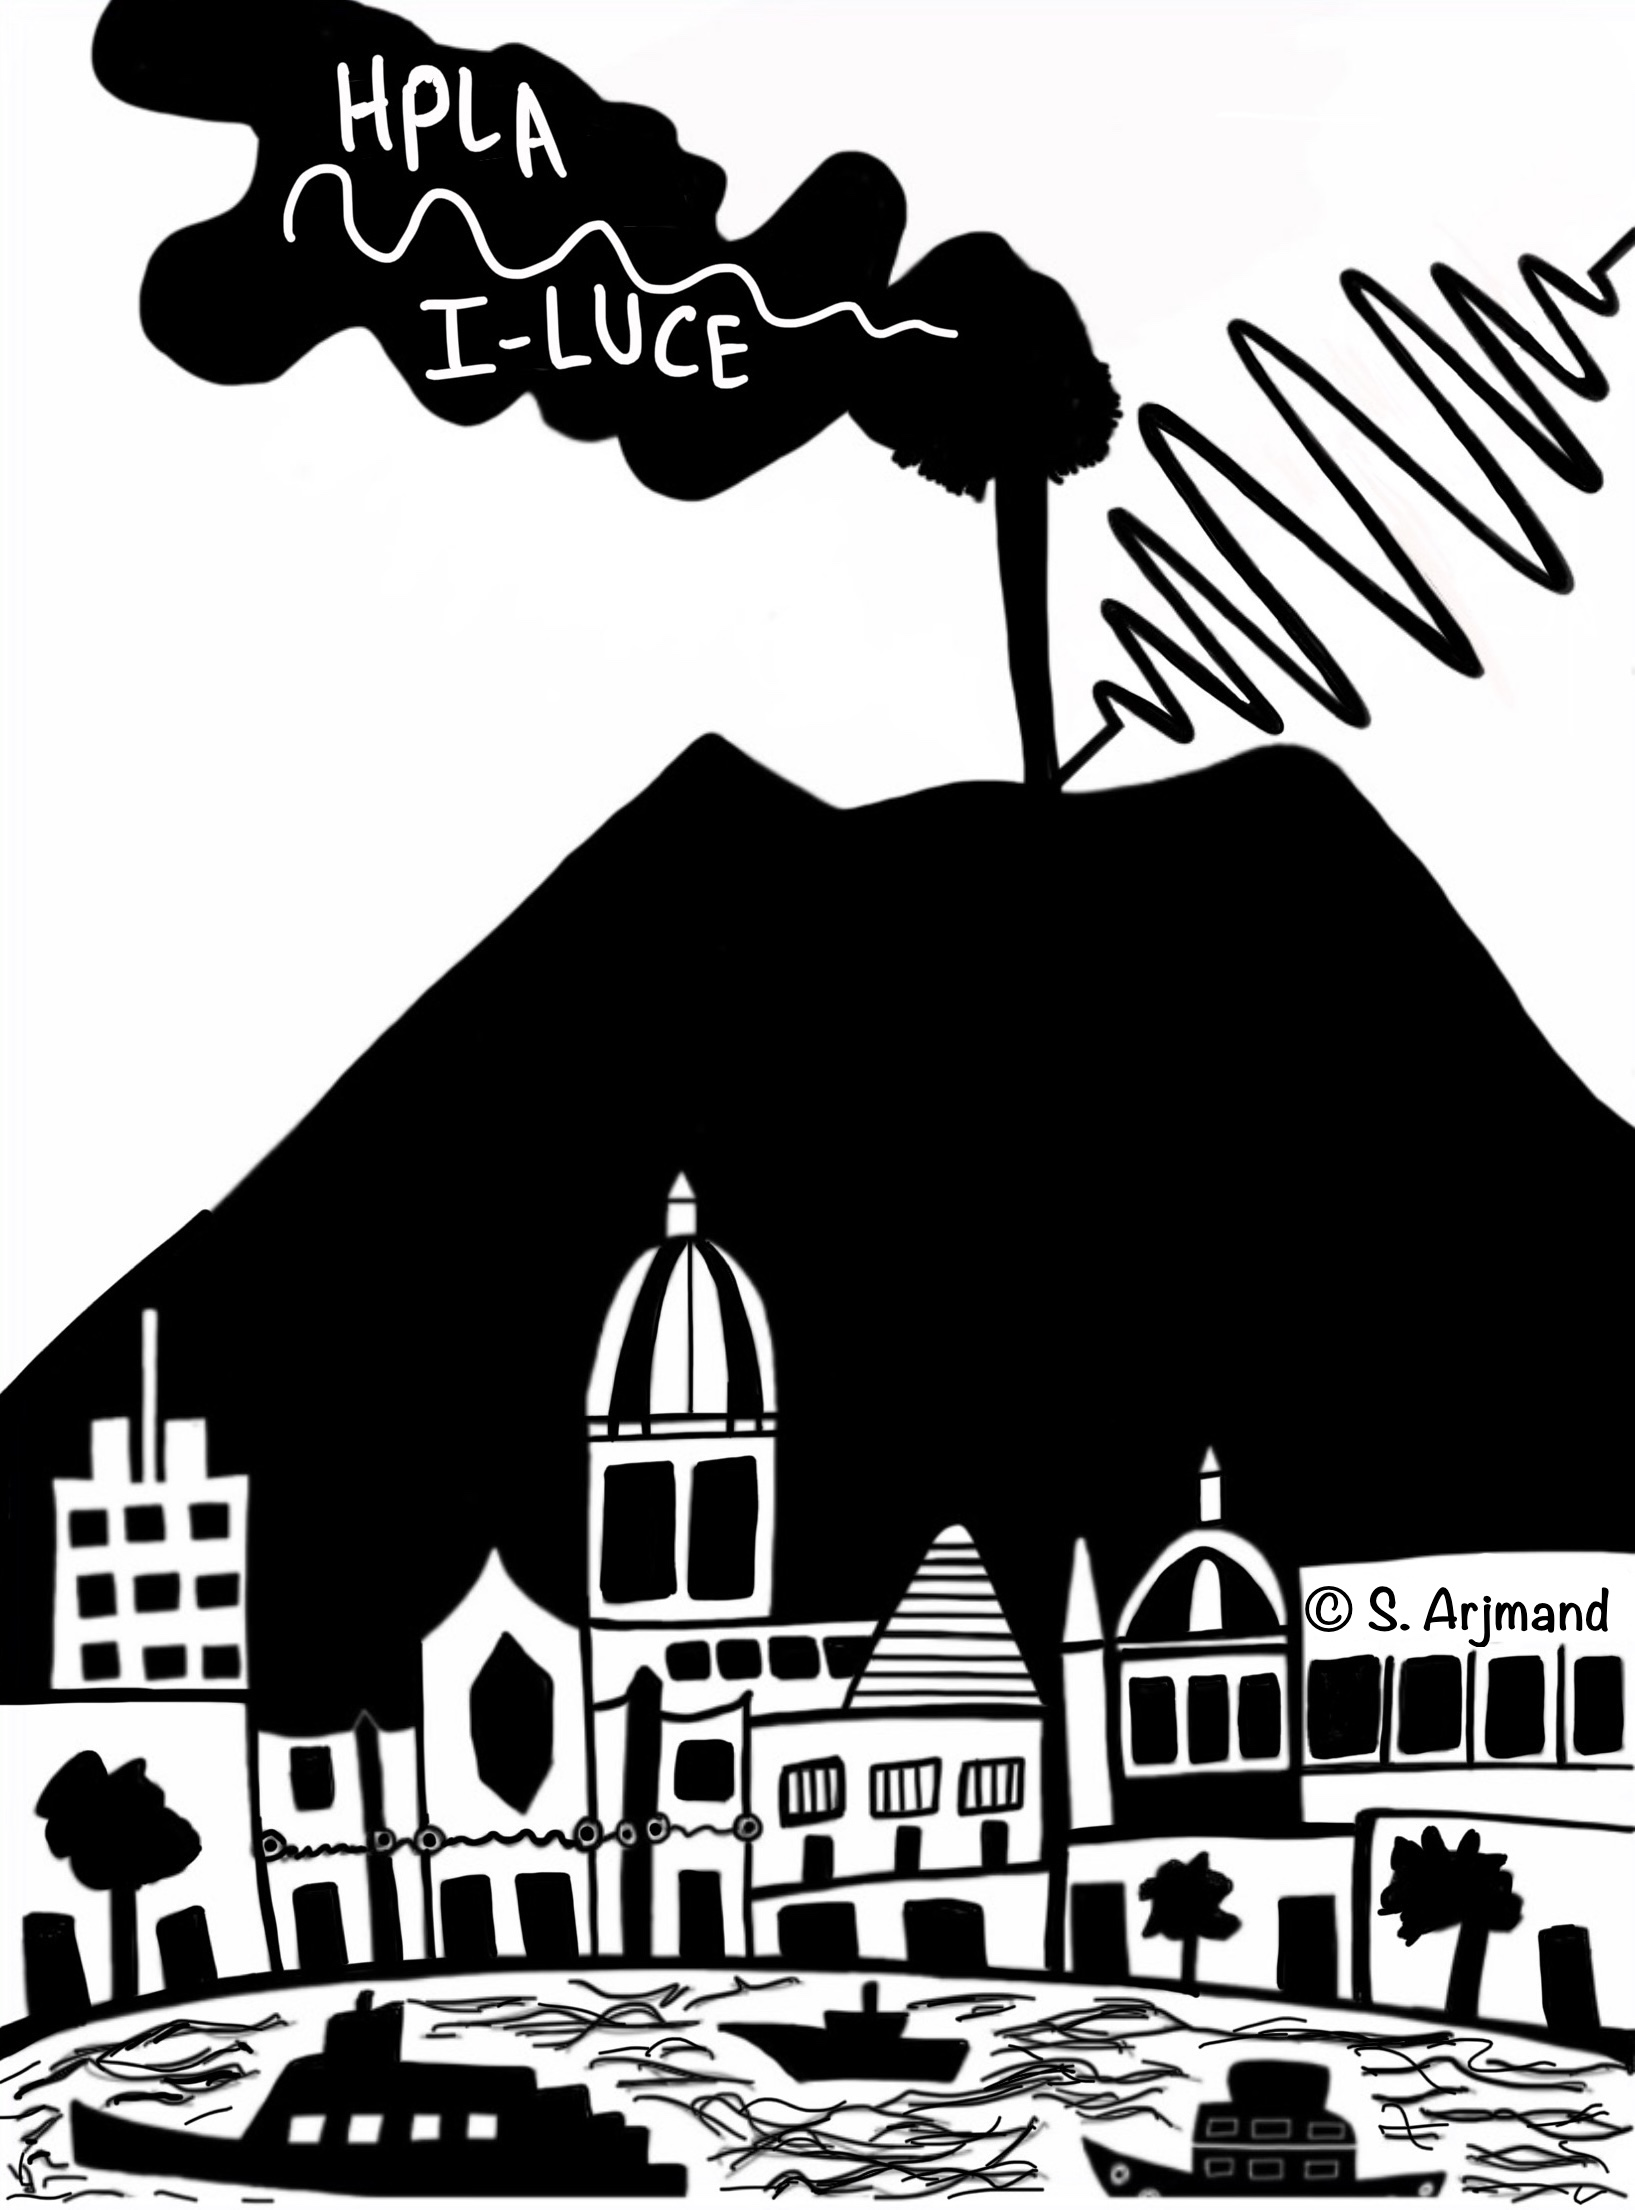 HPLA
I-LUCE
© S. Arjmand